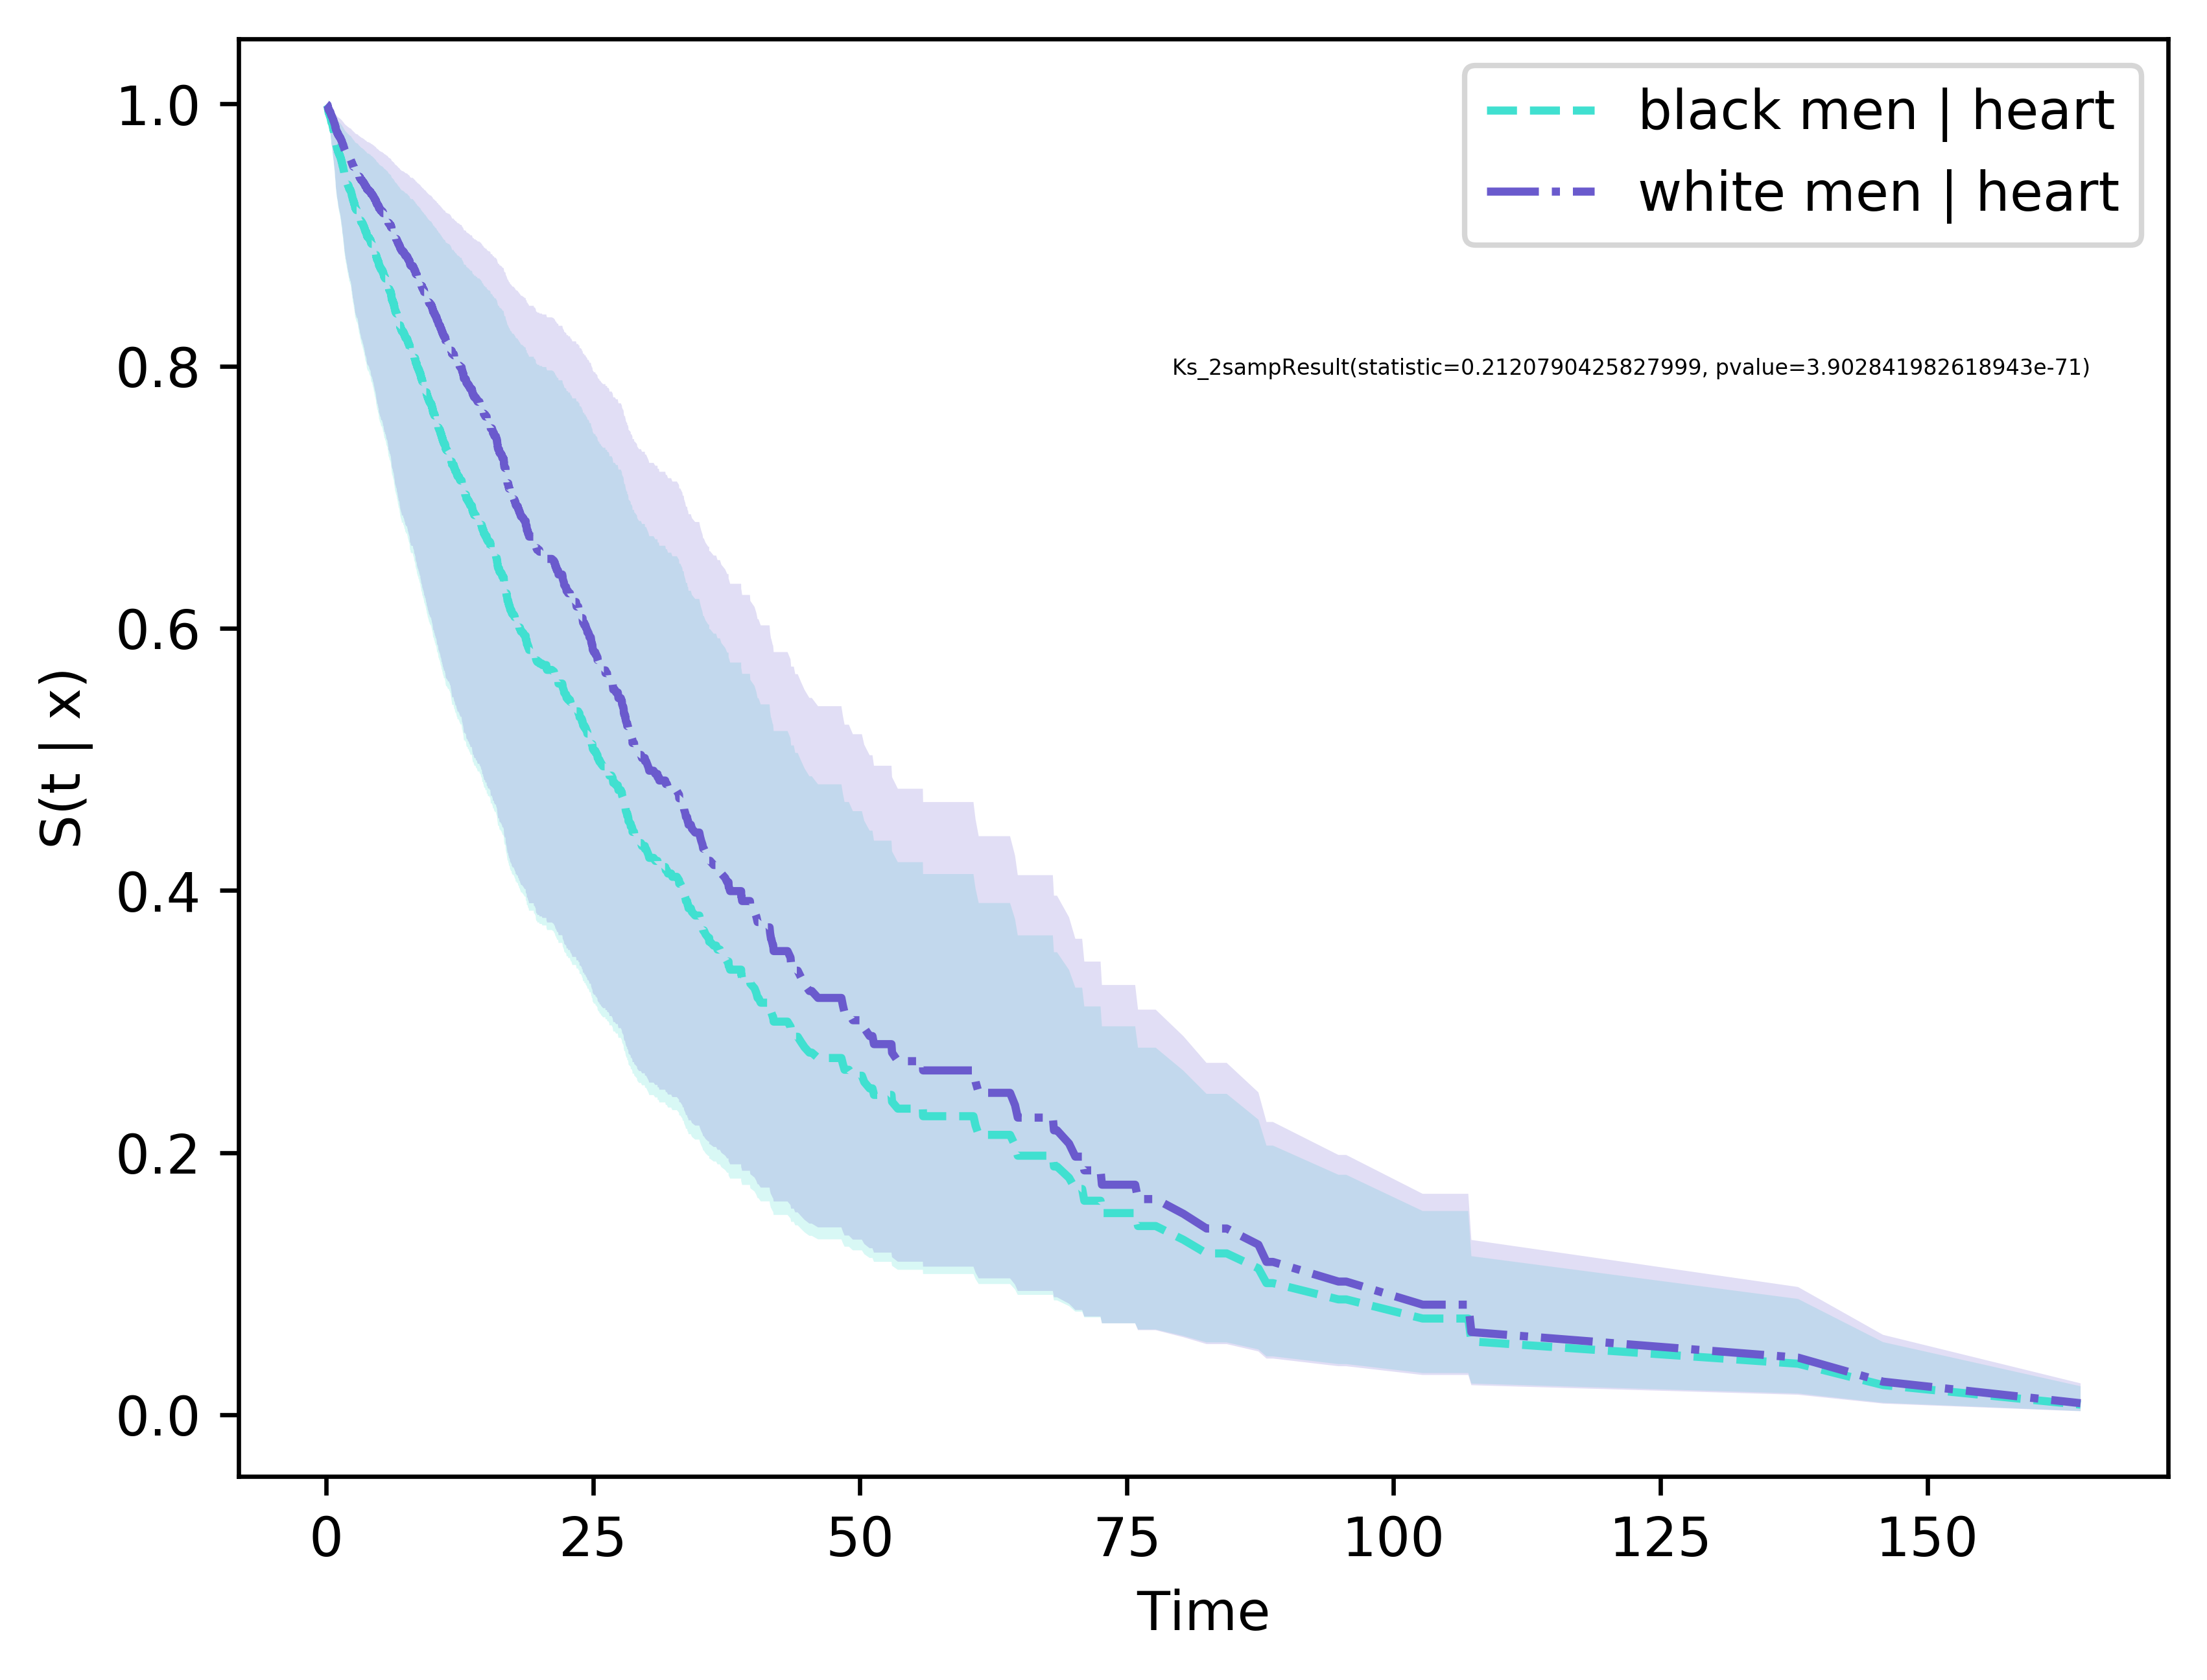 black men | heart
white men | heart
Ks_2sampResult(statistic=0.2120790425827999, pvalue=3.902841982618943e-71)
S(t | x)
1.0
0.8
0.6
0.4
0.2
0.0
0 25 50 75 100 125 150
Time